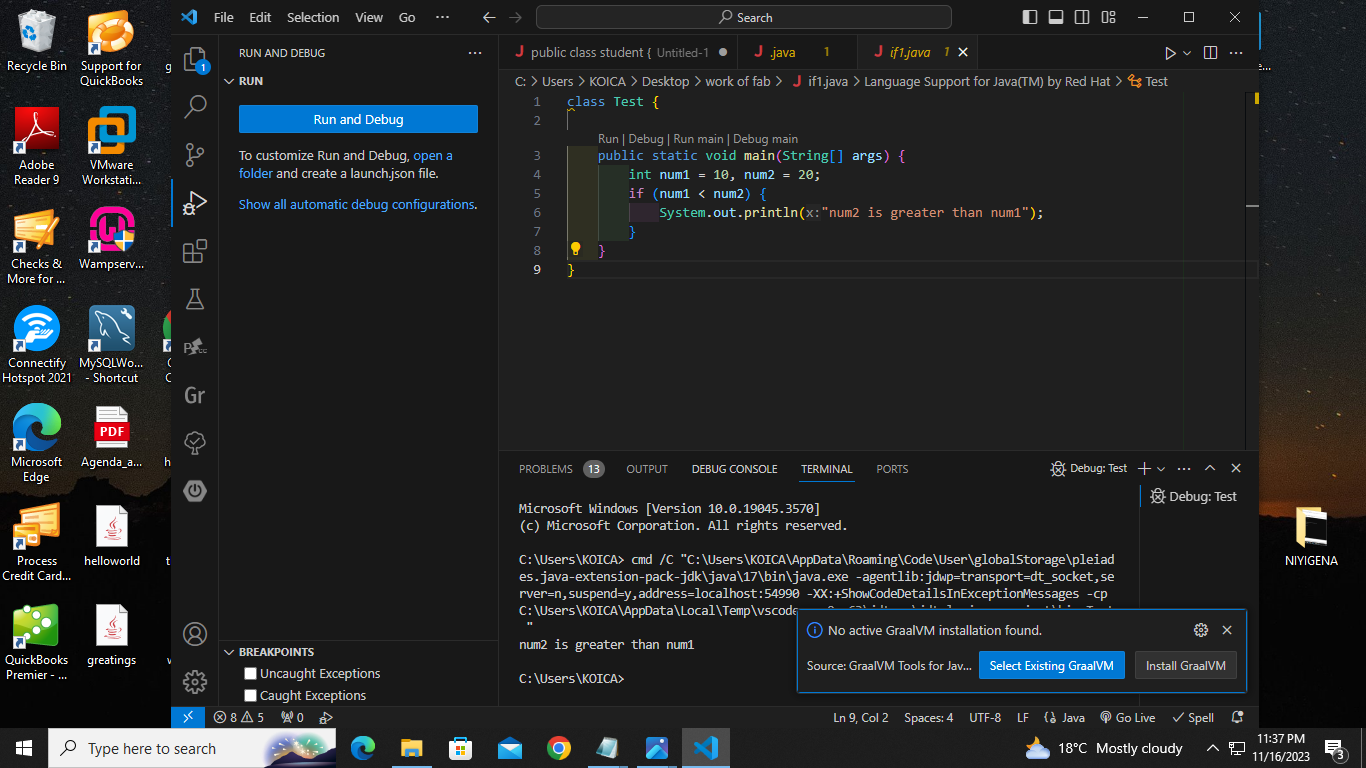 File Edit Selection View Go ··· Search
RUN AND DEBUG ···
RUN
Run and Debug
To customize Run and Debug, open a
folder and create a launch.json file.
Show all automatic debug configurations.
BREAKPOINTS
Uncaught Exceptions
Caught Exceptions
J public class student { Untitled-1
J .java 1
J if1.java 1
C: > Users > KOICA > Desktop > work of fab > J if1.java > Language Support for Java(TM) by Red Hat > Test
1 class Test {
2
Run | Debug | Run main | Debug main
3 public static void main(String[] args) {
4 int num1 = 10, num2 = 20;
5 if (num1 < num2) {
6 System.out.println(x:"num2 is greater than num1");
7 }
8 }
9 }
PROBLEMS 13 OUTPUT DEBUG CONSOLE TERMINAL PORTS
Debug: Test
Debug: Test
Microsoft Windows [Version 10.0.19045.3570]
(c) Microsoft Corporation. All rights reserved.
C:\Users\KOICA> cmd /C "C:\Users\KOICA\AppData\Roaming\Code\User\globalStorage\pleiad
es.java-extension-pack-jdk\java\17\bin\java.exe -agentlib:jdwp=transport=dt_socket,se
rver=n,suspend=y,address=localhost:54990 -XX:+ShowCodeDetailsInExceptionMessages -cp
C:\Users\KOICA\AppData\Local\Temp\vscode
"
num2 is greater than num1
C:\Users\KOICA>
No active GraalVM installation found.
Source: GraalVM Tools for Jav...
Select Existing GraalVM
Install GraalVM
8 5 0
Ln 9, Col 2 Spaces: 4 UTF-8 LF Java Go Live Spell
Recycle Bin
Support for
QuickBooks
Adobe
Reader 9
VMware
Workstati...
Checks &
More for ...
Wampserv...
Connectify
Hotspot 2021
MySQLWo...
- Shortcut
Microsoft
Edge
PDF
Agenda_a...
Process
Credit Card...
helloworld
QuickBooks
Premier - ...
greatings
Gr
1
NIYIGENA
Type here to search
18°C Mostly cloudy
11:37 PM
11/16/2023
3